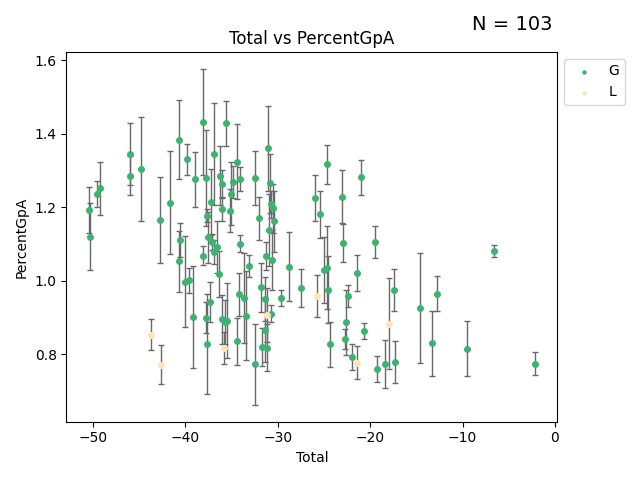 N = 103
Total vs PercentGpA
G
L
1.6
1.4
1.2
1.0
0.8
PercentGpA
−50
−40
−30
−20
−10
0
Total